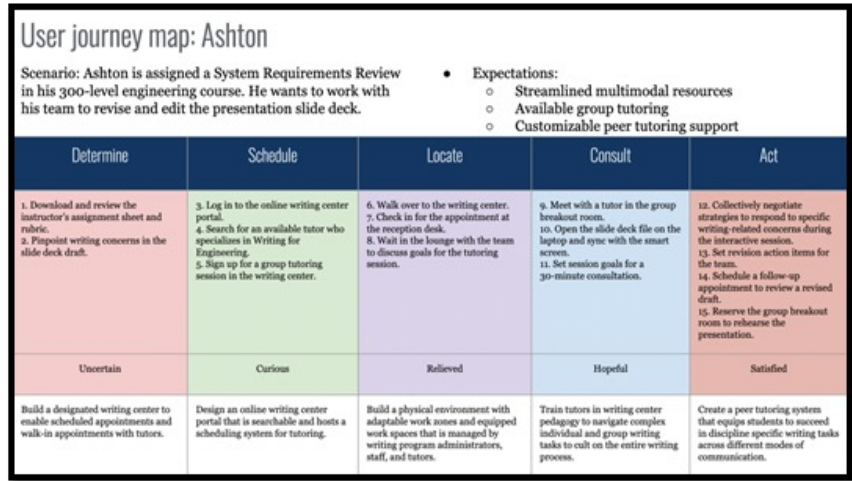 User journey map: Ashton
Scenario: Ashton is assigned a System Requirements Review
in his 300-level engineering course. He wants to work with
his team to revise and edit the presentation slide deck.
● Expectations:
○ Streamlined multimodal resources
○ Available group tutoring
○ Customizable peer tutoring support
Determine
Schedule
Locate
Consult
Act
1. Download and review the
instructor's assignment sheet and
rubric.
2. Pinpoint writing concerns in the
slide deck draft.
3. Log in to the online writing center
portal.
4. Search for an available tutor who
specializes in Writing for
Engineering.
5. Sign up for a group tutoring
session in the writing center.
6. Walk over to the writing center.
7. Check in for the appointment at
the reception desk.
8. Wait in the lounge with the team
to discuss goals for the tutoring
session.
9. Meet with a tutor in the group
breakout room.
10. Open the slide deck file on the
laptop and sync with the smart
screen.
11. Set session goals for a
30-minute consultation.
12. Collectively negotiate
strategies to respond to specific
writing-related concerns during
the interactive session.
13. Set revision action items for
the team.
14. Schedule a follow-up
appointment to review a revised
draft.
15. Reserve the group breakout
room to rehearse the
presentation.
Uncertain
Curious
Relieved
Hopeful
Satisfied
Build a designated writing center to
enable scheduled appointments and
walk-in appointments with tutors.
Design an online writing center
portal that is searchable and hosts a
scheduling system for tutoring.
Build a physical environment with
adaptable work zones and equipped
work spaces that is managed by
writing program administrators,
staff, and tutors.
Train tutors in writing center
pedagogy to navigate complex
individual and group writing
tasks to cult on the entire writing
process.
Create a peer tutoring system
that equips students to succeed
in discipline specific writing tasks
across different modes of
communication.